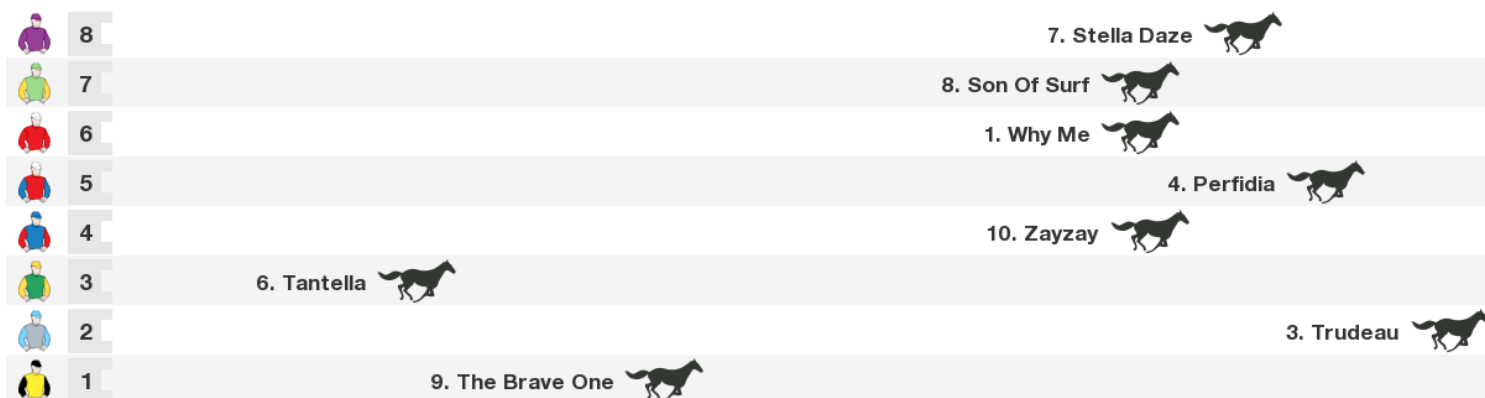 8 7. Stella Daze
7 8. Son Of Surf
6 1. Why Me
5 4. Perfidia
4 10. Zayzay
3 6. Tantella
2 3. Trudeau
1 9. The Brave One